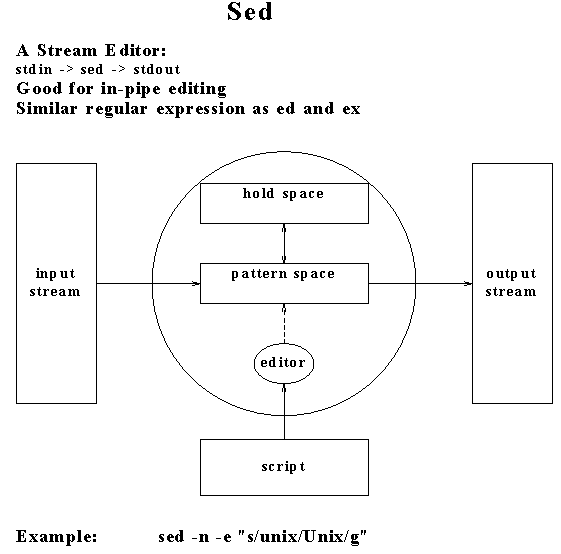 Sed
A Stream Editor:
stdin -> sed -> stdout
Good for in-pipe editing
Similar regular expression as ed and ex
hold space
input
stream
pattern space
output
stream
editor
script
Example: sed -n -e "s/unix/Unix/g"